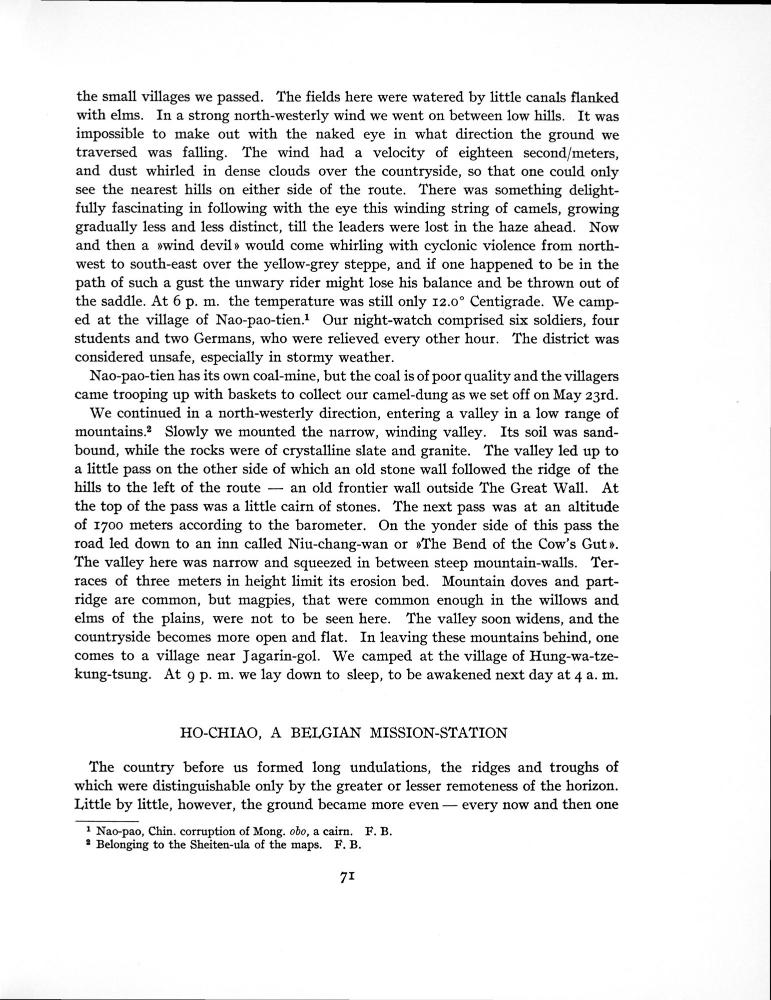 the small villages we passed. The fields here were watered by little canals flanked
with elms. In a strong north-westerly wind we went on between low hills. It was
impossible to make out with the naked eye in what direction the ground we
traversed was falling. The wind had a velocity of eighteen second/meters,
and dust whirled in dense clouds over the countryside, so that one could only
see the nearest hills on either side of the route. There was something delight-
fully fascinating in following with the eye this winding string of camels, growing
gradually less and less distinct, till the leaders were lost in the haze ahead. Now
and then a »wind devil» would come whirling with cyclonic violence from north-
west to south-east over the yellow-grey steppe, and if one happened to be in the
path of such a gust the unwary rider might lose his balance and be thrown out of
the saddle. At 6 p. m. the temperature was still only 12.0° Centigrade. We camp-
ed at the village of Nao-pao-tien.¹ Our night-watch comprised six soldiers, four
students and two Germans, who were relieved every other hour. The district was
considered unsafe, especially in stormy weather.
Nao-pao-tien has its own coal-mine, but the coal is of poor quality and the villagers
came trooping up with baskets to collect our camel-dung as we set off on May 23rd.
We continued in a north-westerly direction, entering a valley in a low range of
mountains.² Slowly we mounted the narrow, winding valley. Its soil was sand-
bound, while the rocks were of crystalline slate and granite. The valley led up to
a little pass on the other side of which an old stone wall followed the ridge of the
hills to the left of the route — an old frontier wall outside The Great Wall. At
the top of the pass was a little cairn of stones. The next pass was at an altitude
of 1700 meters according to the barometer. On the yonder side of this pass the
road led down to an inn called Niu-chang-wan or »The Bend of the Cow's Gut».
The valley here was narrow and squeezed in between steep mountain-walls. Ter-
races of three meters in height limit its erosion bed. Mountain doves and part-
ridge are common, but magpies, that were common enough in the willows and
elms of the plains, were not to be seen here. The valley soon widens, and the
countryside becomes more open and flat. In leaving these mountains behind, one
comes to a village near Jagarin-gol. We camped at the village of Hung-wa-tze-
kung-tsung. At 9 p. m. we lay down to sleep, to be awakened next day at 4 a. m.
HO-CHIAO, A BELGIAN MISSION-STATION
The country before us formed long undulations, the ridges and troughs of
which were distinguishable only by the greater or lesser remoteness of the horizon.
Little by little, however, the ground became more even — every now and then one
¹ Nao-pao, Chin. corruption of Mong. obo, a cairn. F. B.
² Belonging to the Sheiten-ula of the maps. F. B.
71